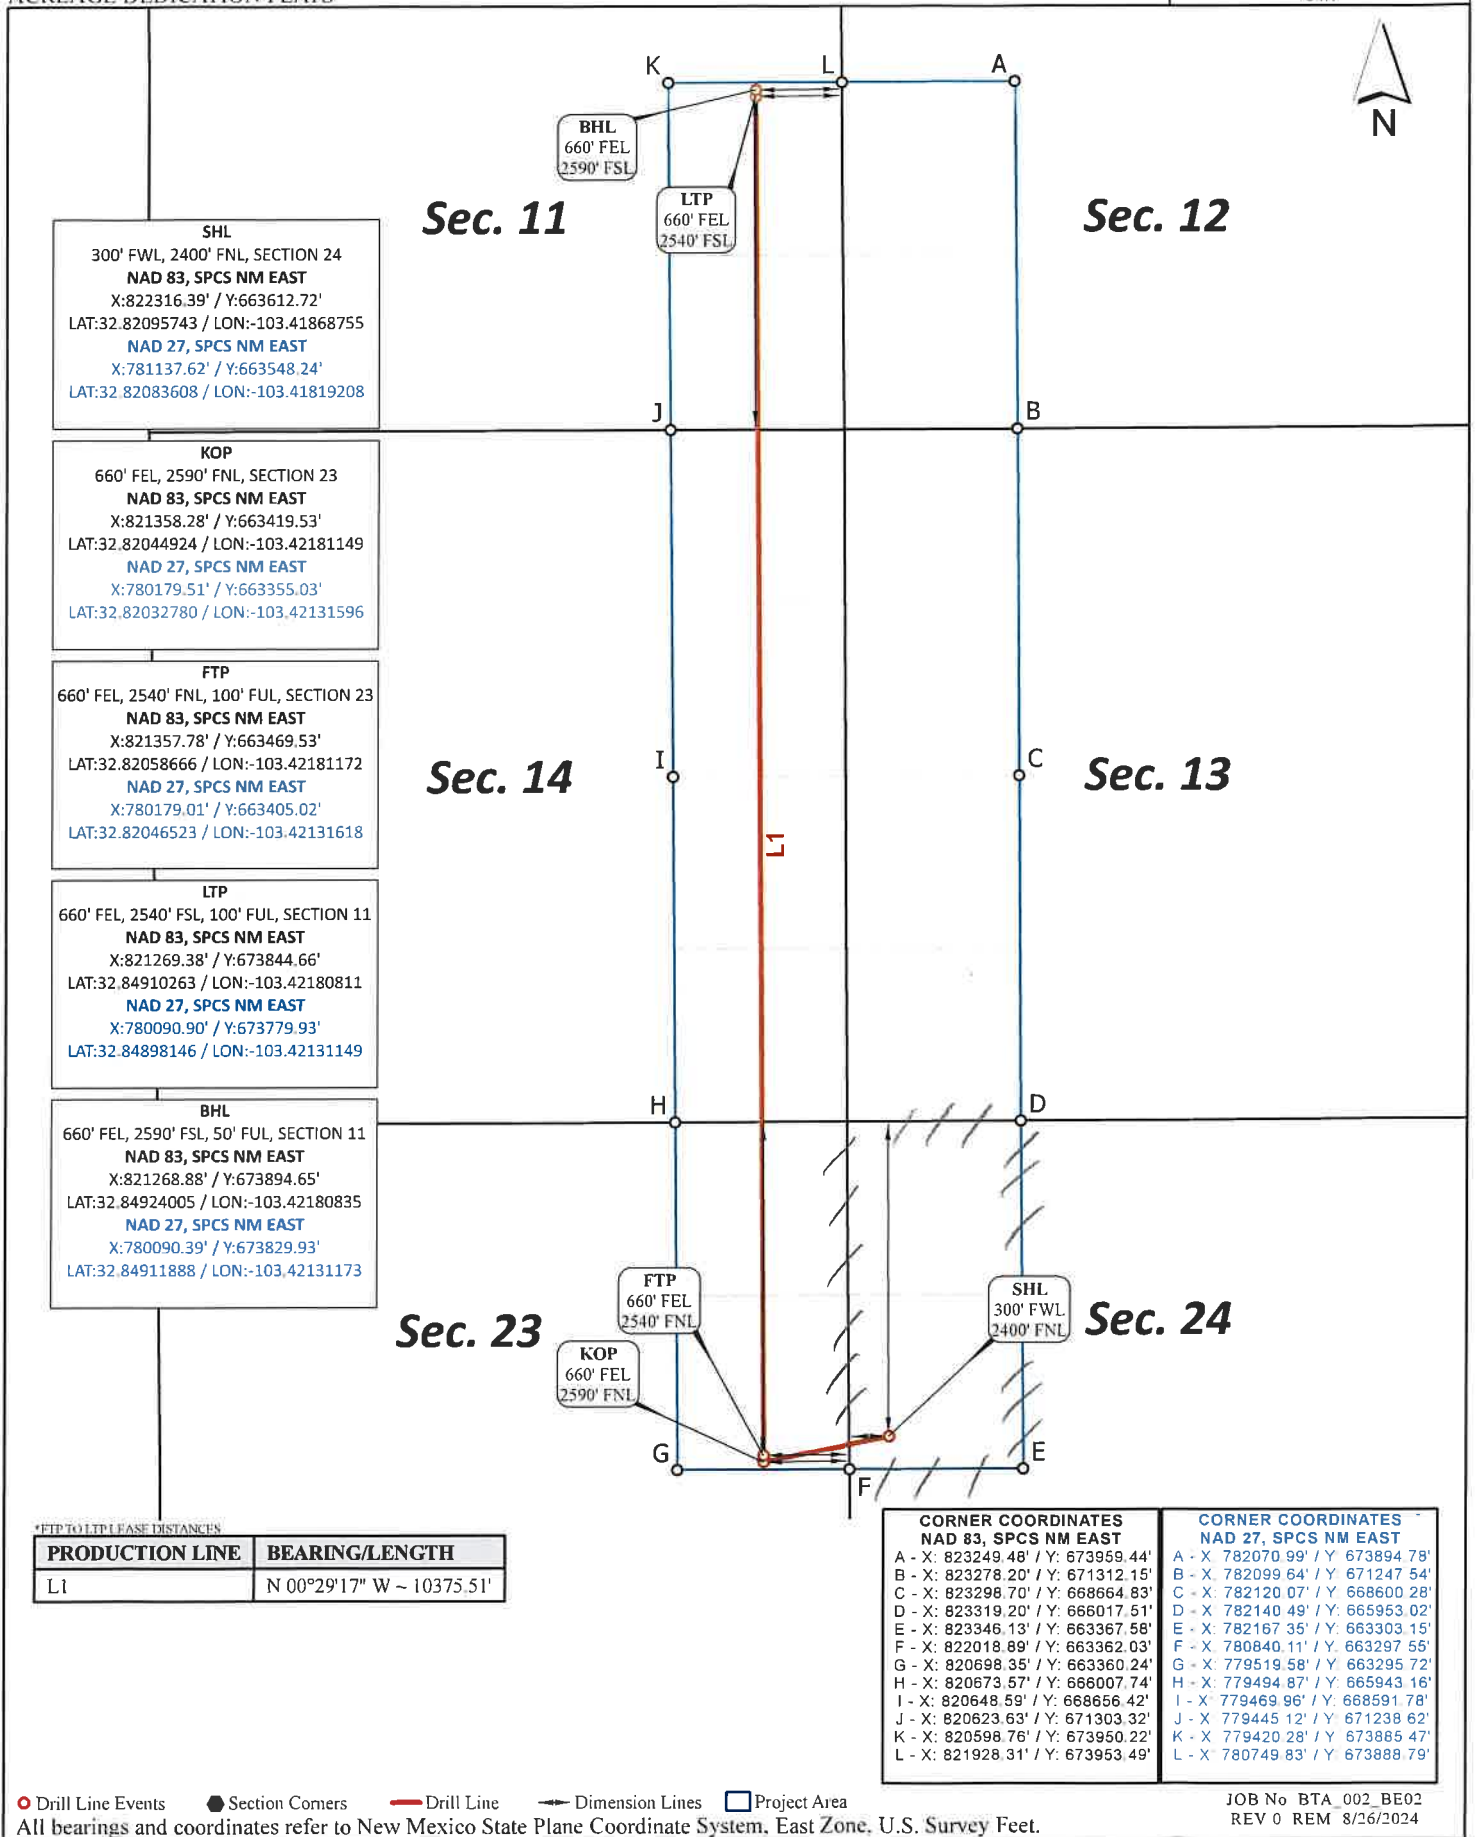 ACREAGE DEDICATION PLATS
K
L
A
N
BHL
660' FEL
2590' FSL
LTP
660' FEL
2540' FSL
Sec. 11
Sec. 12
SHL
300' FWL, 2400' FNL, SECTION 24
NAD 83, SPCS NM EAST
X:822316.39' / Y:663612.72'
LAT:32.82095743 / LON:-103.41868755
NAD 27, SPCS NM EAST
X:781137.62' / Y:663548.24'
LAT:32.82083608 / LON:-103.41819208
J
B
KOP
660' FEL, 2590' FNL, SECTION 23
NAD 83, SPCS NM EAST
X:821358.28' / Y:663419.53'
LAT:32.82044924 / LON:-103.42181149
NAD 27, SPCS NM EAST
X:780179.51' / Y:663355.03'
LAT:32.82032780 / LON:-103.42131596
FTP
660' FEL, 2540' FNL, 100' FUL, SECTION 23
NAD 83, SPCS NM EAST
X:821357.78' / Y:663469.53'
LAT:32.82058666 / LON:-103.42181172
NAD 27, SPCS NM EAST
X:780179.01' / Y:663405.02'
LAT:32.82046523 / LON:-103.42131618
I
C
Sec. 14
Sec. 13
L1
LTP
660' FEL, 2540' FSL, 100' FUL, SECTION 11
NAD 83, SPCS NM EAST
X:821269.38' / Y:673844.66'
LAT:32.84910263 / LON:-103.42180811
NAD 27, SPCS NM EAST
X:780090.90' / Y:673779.93'
LAT:32.84898146 / LON:-103.42131149
H
D
BHL
660' FEL, 2590' FSL, 50' FUL, SECTION 11
NAD 83, SPCS NM EAST
X:821268.88' / Y:673894.65'
LAT:32.84924005 / LON:-103.42180835
NAD 27, SPCS NM EAST
X:780090.39' / Y:673829.93'
LAT:32.84911888 / LON:-103.42131173
FTP
660' FEL
2540' FNL
SHL
300' FWL
2400' FNL
Sec. 23
Sec. 24
KOP
660' FEL
2590' FNL
G
F
E
*FTP TO LTP LEASE DISTANCES
PRODUCTION LINE BEARING/LENGTH
L1 N 00°29'17" W ~ 10375.51'
CORNER COORDINATES
NAD 83, SPCS NM EAST
A - X: 823249.48' / Y: 673959.44'
B - X: 823278.20' / Y: 671312.15'
C - X: 823298.70' / Y: 668664.83'
D - X: 823319.20' / Y: 666017.51'
E - X: 823346.13' / Y: 663367.58'
F - X: 822018.89' / Y: 663362.03'
G - X: 820698.35' / Y: 663360.24'
H - X: 820673.57' / Y: 666007.74'
I - X: 820648.59' / Y: 668656.42'
J - X: 820623.63' / Y: 671303.32'
K - X: 820598.76' / Y: 673950.22'
L - X: 821928.31' / Y: 673953.49'
CORNER COORDINATES
NAD 27, SPCS NM EAST
A - X: 782070.99' / Y: 673894.78'
B - X: 782099.64' / Y: 671247.54'
C - X: 782120.07' / Y: 668600.28'
D - X: 782140.49' / Y: 665953.02'
E - X: 782167.35' / Y: 663303.15'
F - X: 780840.11' / Y: 663297.55'
G - X: 779519.58' / Y: 663295.72'
H - X: 779494.87' / Y: 665943.16'
I - X: 779469.96' / Y: 668591.78'
J - X: 779445.12' / Y: 671238.62'
K - X: 779420.28' / Y: 673885.47'
L - X: 780749.83' / Y: 673888.79'
Drill Line Events Section Corners Drill Line Dimension Lines Project Area
All bearings and coordinates refer to New Mexico State Plane Coordinate System, East Zone, U.S. Survey Feet.
JOB No BTA_002_BE02
REV 0 REM 8/26/2024